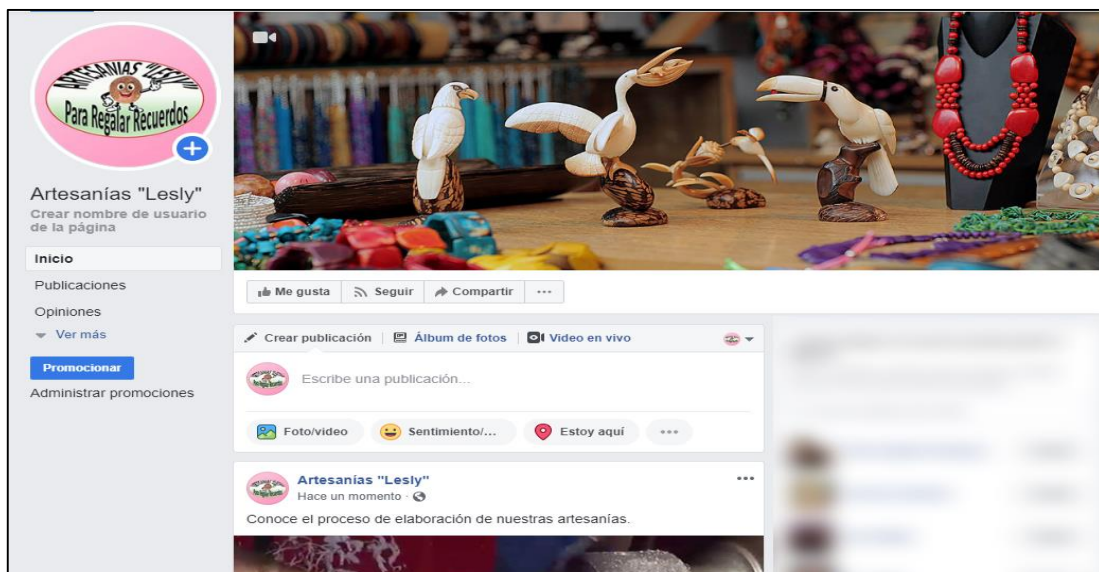 ARTESANIAS "LESLY"
Para Regalar Recuerdos
Artesanías "Lesly"
Crear nombre de usuario
de la página
Inicio
Publicaciones
Opiniones
Ver más
Promocionar
Administrar promociones
Me gusta
Seguir
Compartir
Crear publicación
Álbum de fotos
Video en vivo
Escribe una publicación...
Foto/video
Sentimiento/...
Estoy aquí
Artesanías "Lesly"
Hace un momento ·
Conoce el proceso de elaboración de nuestras artesanías.